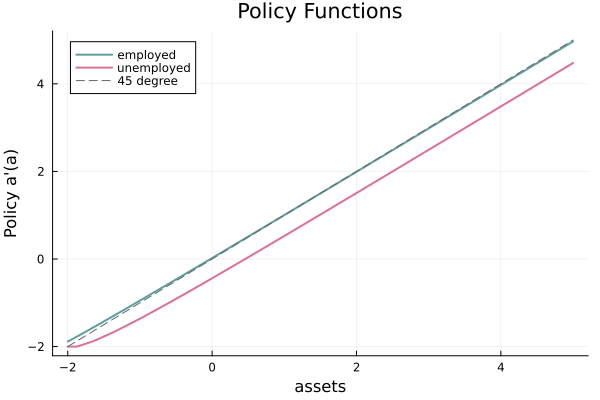 Policy Functions
employed
unemployed
45 degree
Policy a'(a)
4
2
0
−2
−2
0
2
4
assets